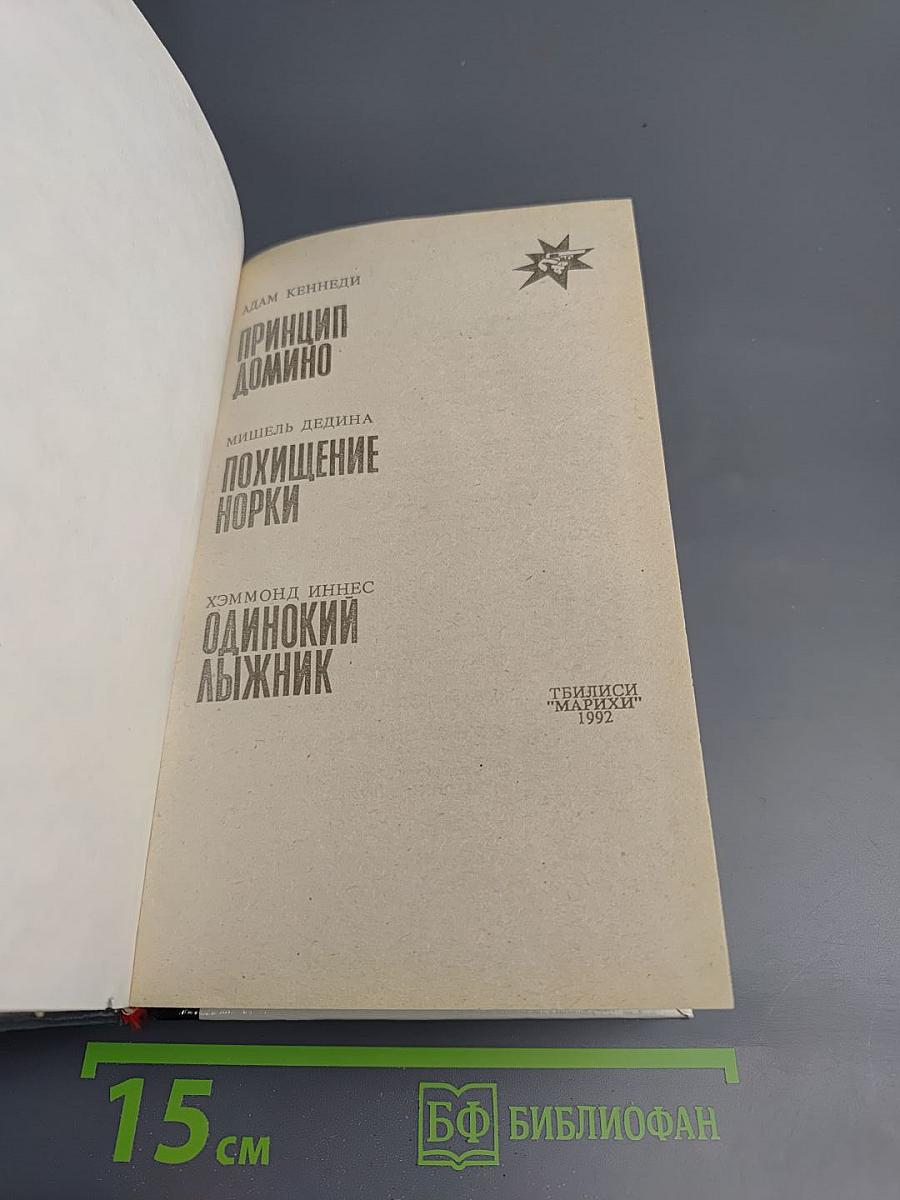 АДАМ КЕННЕДИ
ПРИНЦИП
ДОМИНО
МИШЕЛЬ ДЕДИНА
ПОХИЩЕНИЕ
НОРКИ
ХЭММОНД ИННЕС
ОДИНОКИЙ
ЛЫЖНИК
ТБИЛИСИ
"МАРИХИ"
1992
15 см
БФ БИБЛИОФАН